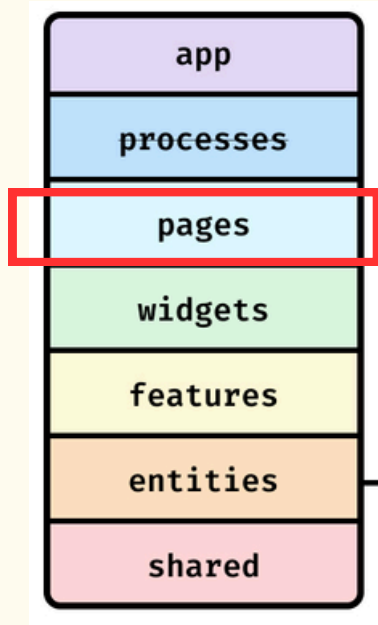 app
processes
pages
widgets
features
entities
shared